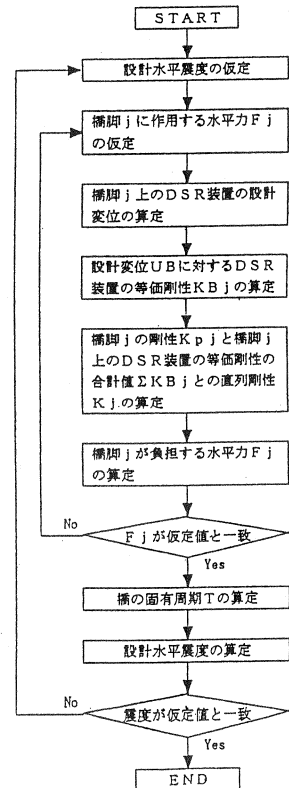 START
設計水平震度の仮定
橋脚jに作用する水平力Fj
の仮定
橋脚j上のDSR装置の設計
変位の算定
設計変位UBに対するDSR
装置の等価剛性KBjの算定
橋脚jの剛性Kpjと橋脚j
上のDSR装置の等価剛性の
合計値ΣKBjとの直列剛性
Kj.の算定
橋脚jが負担する水平力Fj
の算定
No
Fjが仮定値と一致
Yes
橋の固有周期Tの算定
設計水平震度の算定
No
震度が仮定値と一致
Yes
END